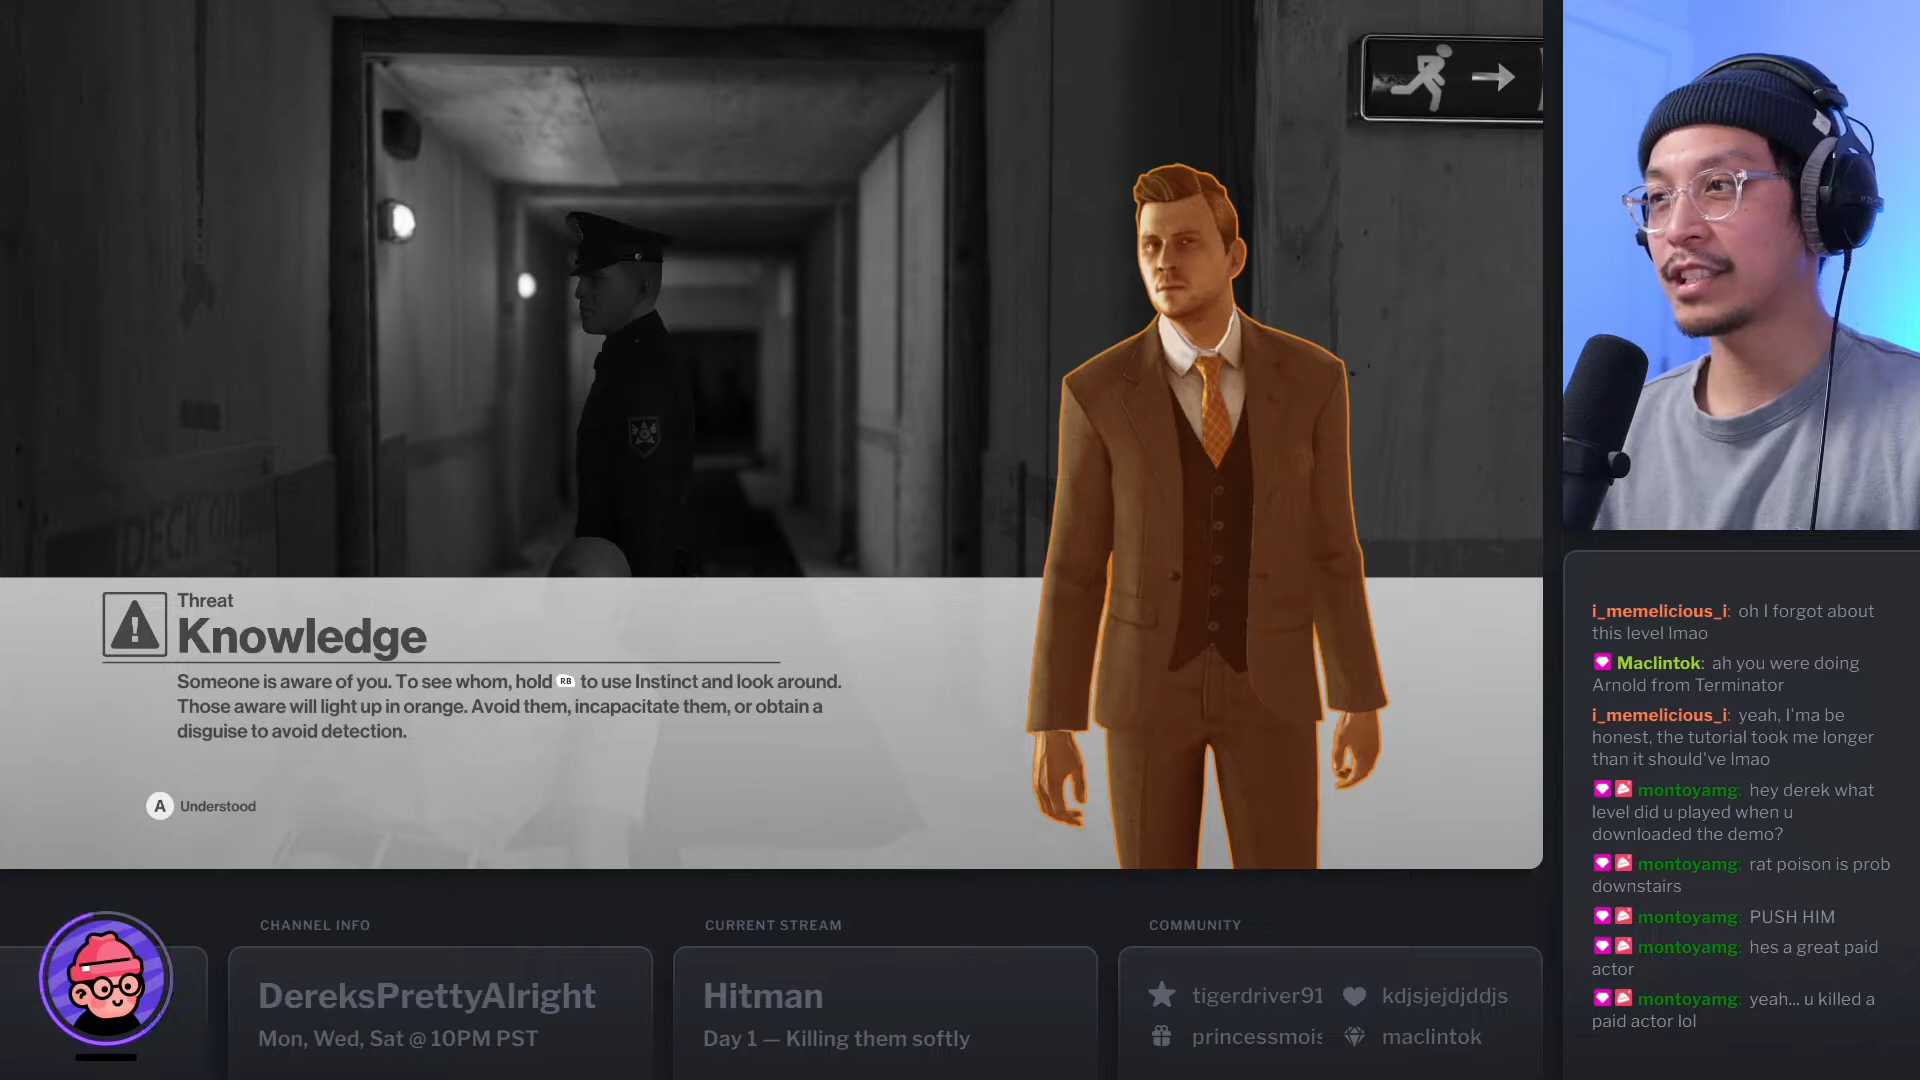 DECK 00
Threat
Knowledge
Someone is aware of you. To see whom, hold RB to use Instinct and look around.
Those aware will light up in orange. Avoid them, incapacitate them, or obtain a
disguise to avoid detection.
A Understood
i_memelicious_i: oh I forgot about
this level lmao
Maclintok: ah you were doing
Arnold from Terminator
i_memelicious_i: yeah, I'ma be
honest, the tutorial took me longer
than it should've lmao
montoyamg: hey derek what
level did u played when u
downloaded the demo?
montoyamg: rat poison is prob
downstairs
montoyamg: PUSH HIM
montoyamg: hes a great paid
actor
montoyamg: yeah... u killed a
paid actor lol
CHANNEL INFO
DereksPrettyAlright
Mon, Wed, Sat @ 10PM PST
CURRENT STREAM
Hitman
Day 1 — Killing them softly
COMMUNITY
tigerdriver91
kdjsjejdjddjs
princessmois
maclintok